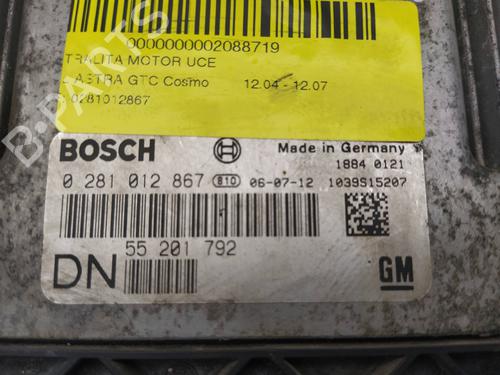 0000000002088719
TRALITA MOTOR UCE
ASTRA GTC Cosmo 12.04 - 12.07
0281012867
BOSCH Made in Germany
1884 0121
0 281 012 867 810 06-07-12 1039S15207
55 201 792
DN
GM
B-PARTS